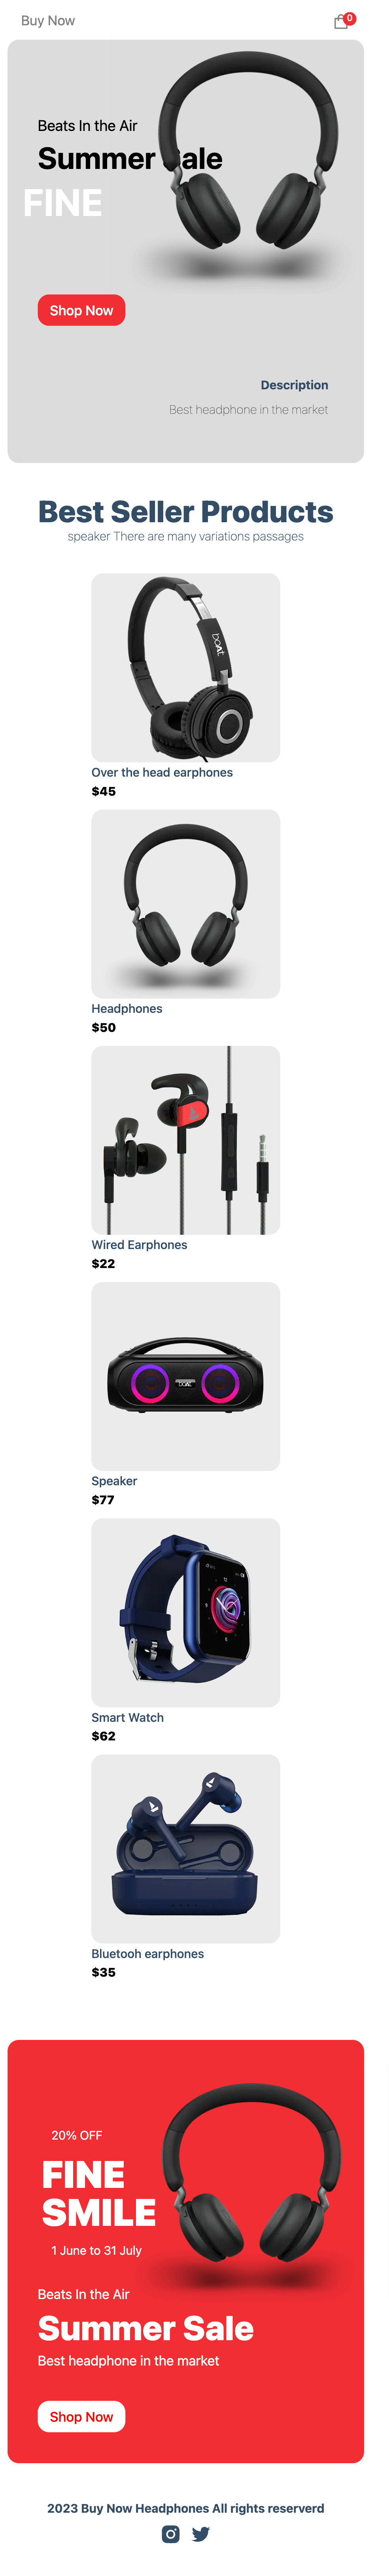 Buy Now
0
Beats In the Air
Summer ale
FINE
Shop Now
Description
Best headphone in the market
Best Seller Products
speaker There are many variations passages
boAt
Over the head earphones
$45
Headphones
$50
Wired Earphones
$22
boAt
Speaker
$77
Smart Watch
$62
Bluetooh earphones
$35
20% OFF
FINE
SMILE
1 June to 31 July
Beats In the Air
Summer Sale
Best headphone in the market
Shop Now
2023 Buy Now Headphones All rights reserverd